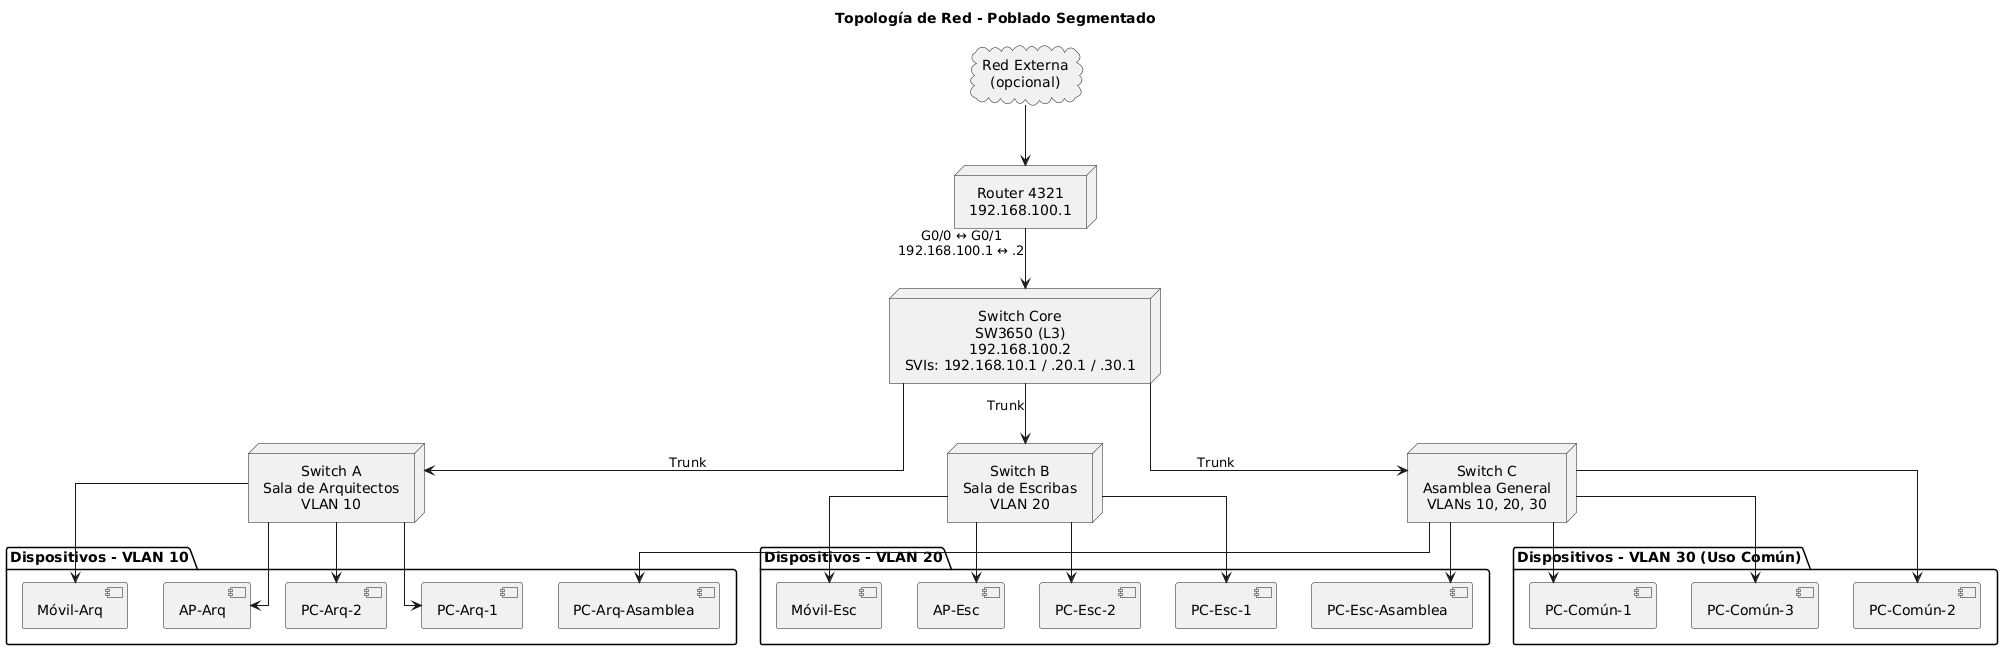 Topología de Red - Poblado Segmentado
Red Externa
(opcional)
Router 4321
192.168.100.1
G0/0 ↔ G0/1
192.168.100.1 ↔ .2
Switch Core
SW3650 (L3)
192.168.100.2
SVIs: 192.168.10.1 / .20.1 / .30.1
Trunk
Trunk
Trunk
Switch A
Sala de Arquitectos
VLAN 10
Switch B
Sala de Escribas
VLAN 20
Switch C
Asamblea General
VLANs 10, 20, 30
Dispositivos - VLAN 10
Móvil-Arq
AP-Arq
PC-Arq-2
PC-Arq-1
PC-Arq-Asamblea
Dispositivos - VLAN 20
Móvil-Esc
AP-Esc
PC-Esc-2
PC-Esc-1
PC-Esc-Asamblea
Dispositivos - VLAN 30 (Uso Común)
PC-Común-1
PC-Común-3
PC-Común-2